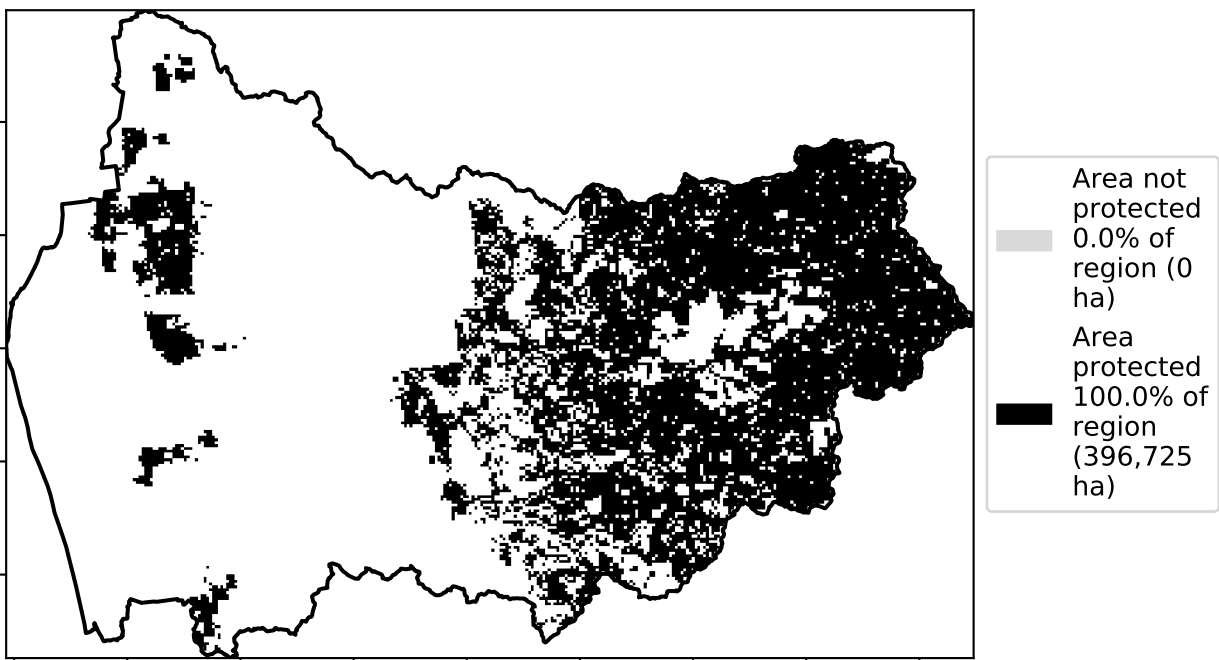 Area not
protected
0.0% of
region (0
ha)
Area
protected
100.0% of
region
(396,725
ha)